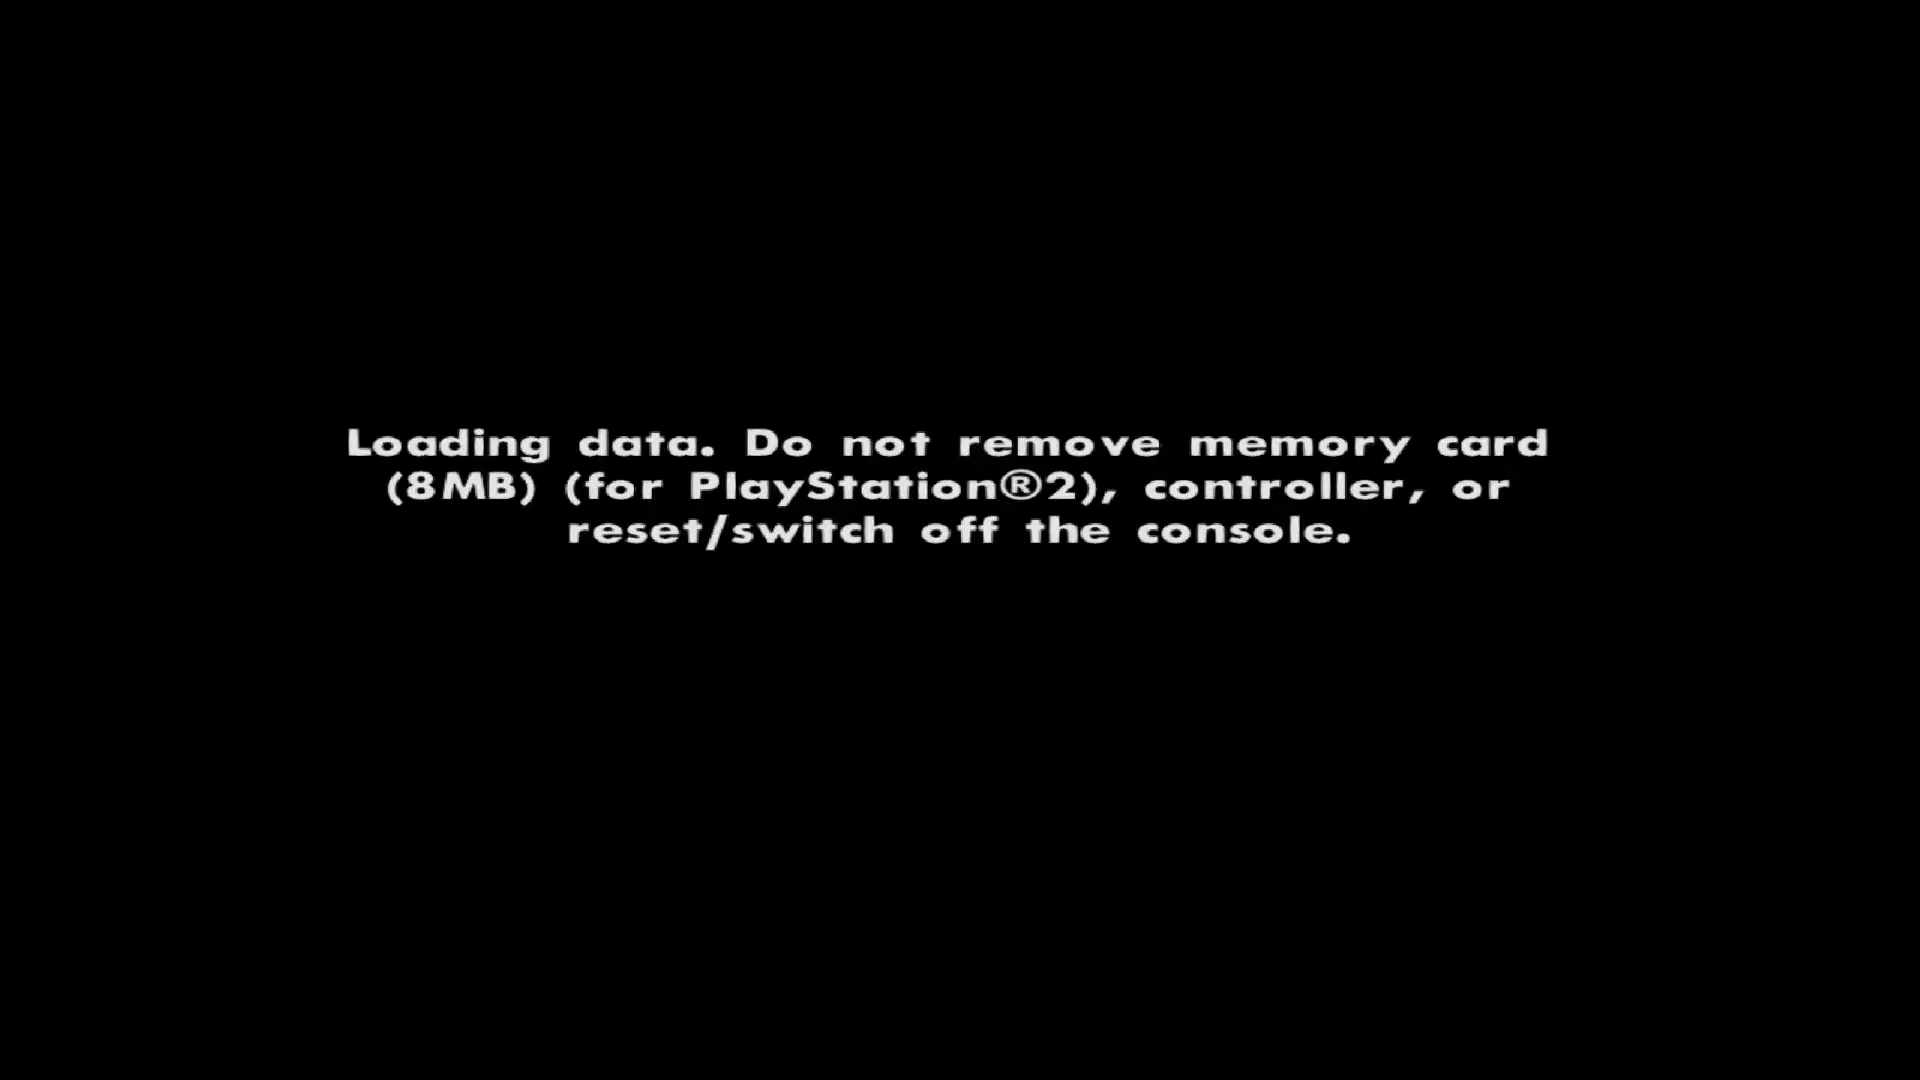 Loading data. Do not remove memory card
(8MB) (for PlayStation®2), controller, or
reset/switch off the console.